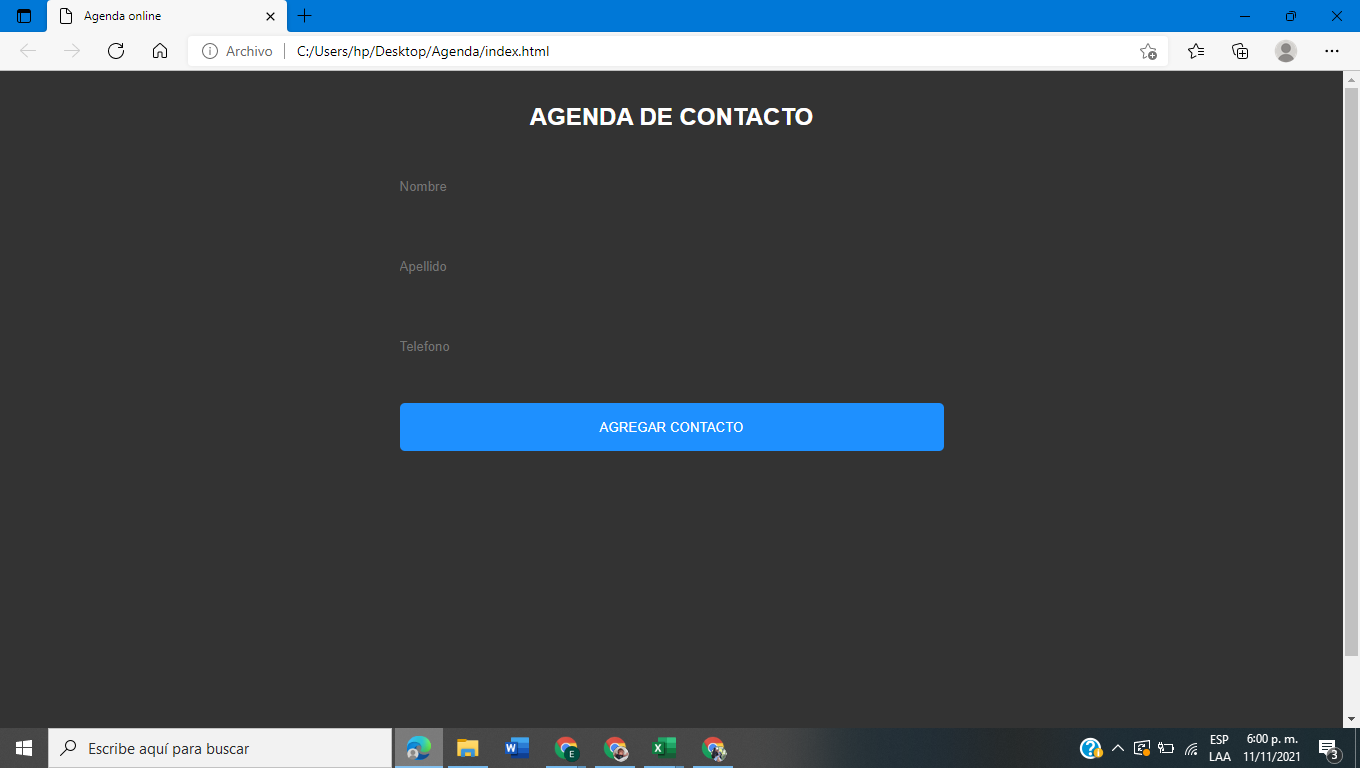 Agenda online
Archivo
C:/Users/hp/Desktop/Agenda/index.html
AGENDA DE CONTACTO
Nombre
Apellido
Telefono
AGREGAR CONTACTO
Escribe aquí para buscar
ESP
LAA
6:00 p. m.
11/11/2021
3